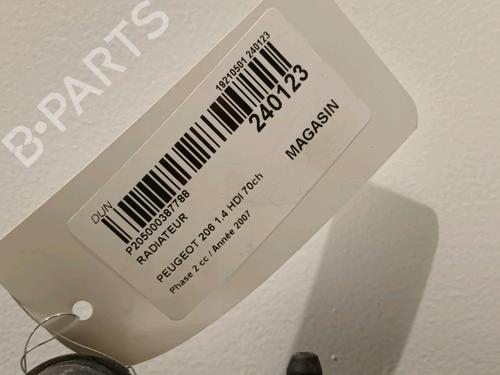 B-PARTS
19210501 240123
240123
MAGASIN
DUN
P205000387788
RADIATEUR
PEUGEOT 206 1.4 HDI 70ch
Phase 2 cc / Année 2007